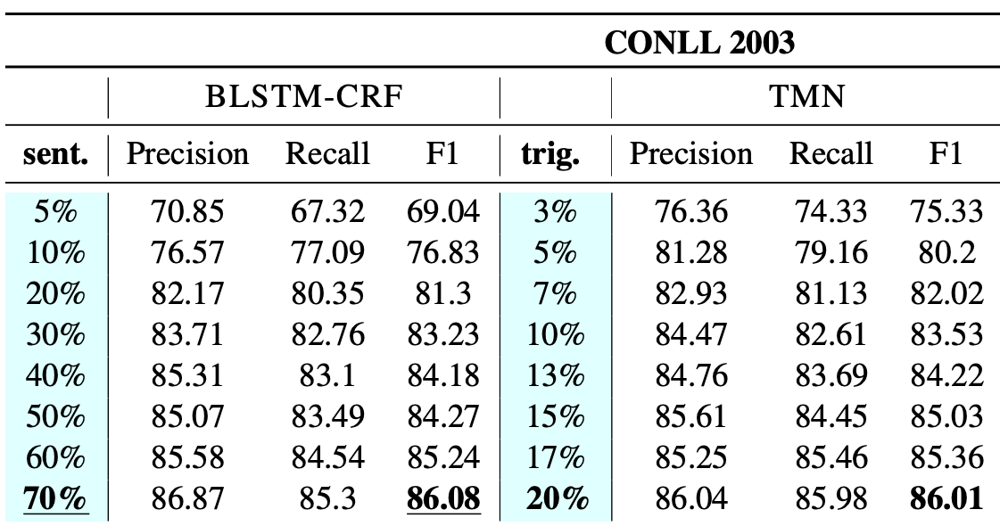 CONLL 2003
BLSTM-CRF TMN
sent. Precision Recall F1 trig. Precision Recall F1
5% 70.85 67.32 69.04 3% 76.36 74.33 75.33
10% 76.57 77.09 76.83 5% 81.28 79.16 80.2
20% 82.17 80.35 81.3 7% 82.93 81.13 82.02
30% 83.71 82.76 83.23 10% 84.47 82.61 83.53
40% 85.31 83.1 84.18 13% 84.76 83.69 84.22
50% 85.07 83.49 84.27 15% 85.61 84.45 85.03
60% 85.58 84.54 85.24 17% 85.25 85.46 85.36
70% 86.87 85.3 86.08 20% 86.04 85.98 86.01